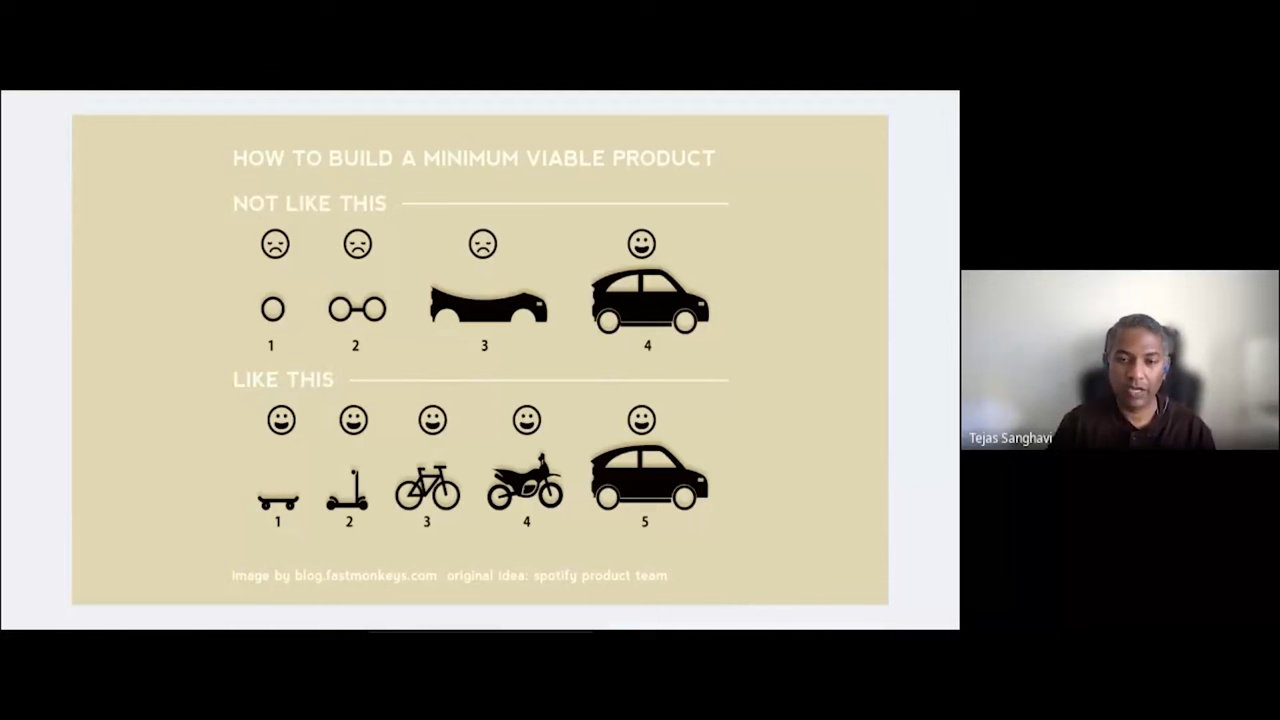 HOW TO BUILD A MINIMUM VIABLE PRODUCT
NOT LIKE THIS
1 2 3 4
LIKE THIS
1 2 3 4 5
Image by blog.fastmonkeys.com original idea: spotify product team
Tejas Sanghavi